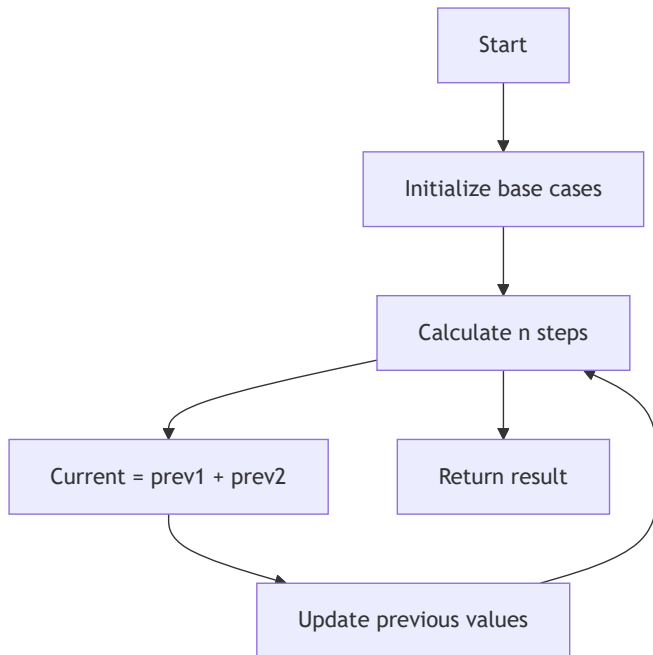 Start
Initialize base cases
Calculate n steps
Current = prev1 + prev2
Return result
Update previous values